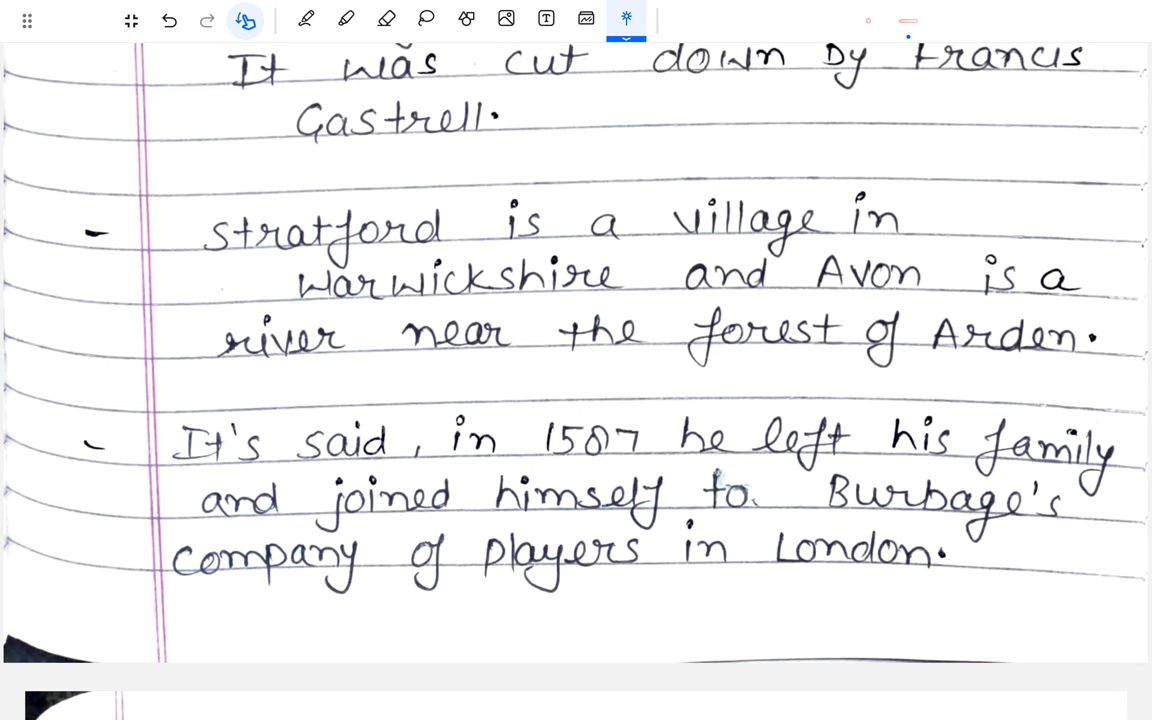 It was cut down by Francis
Gastrell.
- Stratford is a village in
Warwickshire and Avon is a
river near the forest of Arden.
- It's said, in 1587 he left his family
and joined himself to Burbage's
company of players in London.